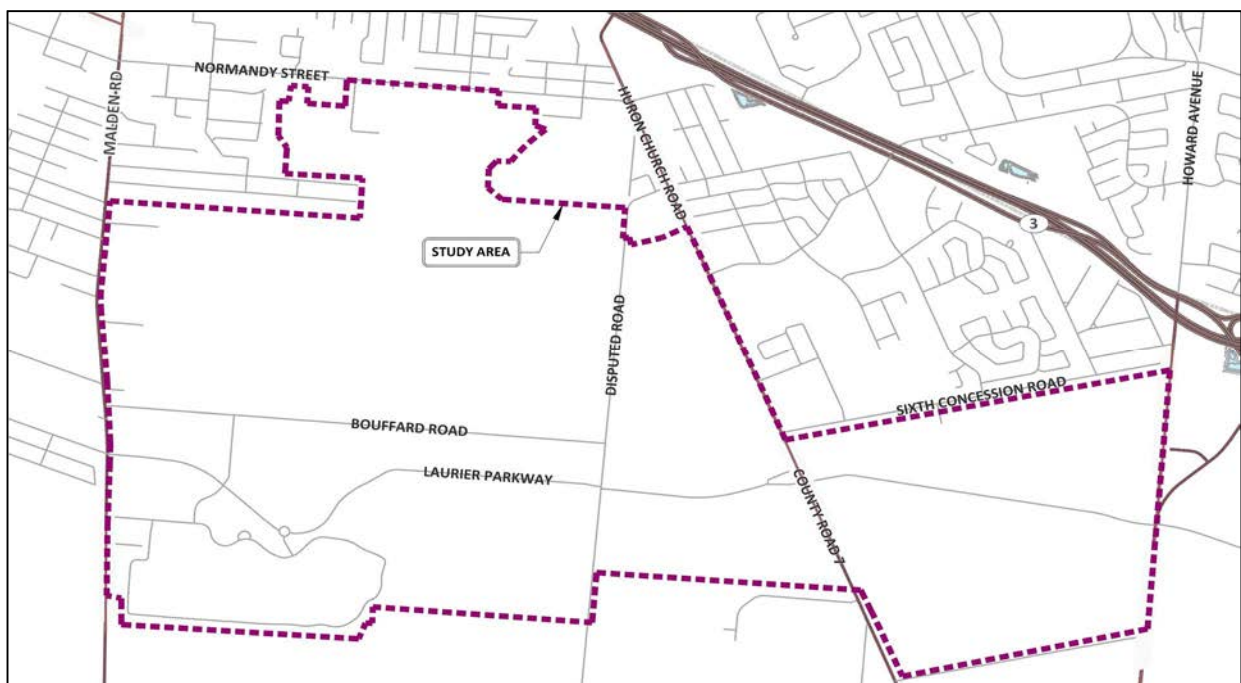 NORMANDY STREET
MALDEN RD
HURON CHURCH ROAD
HOWARD AVENUE
3
STUDY AREA
DISPUTED ROAD
SIXTH CONCESSION ROAD
BOUFFARD ROAD
LAURIER PARKWAY
COUNTY ROAD 7